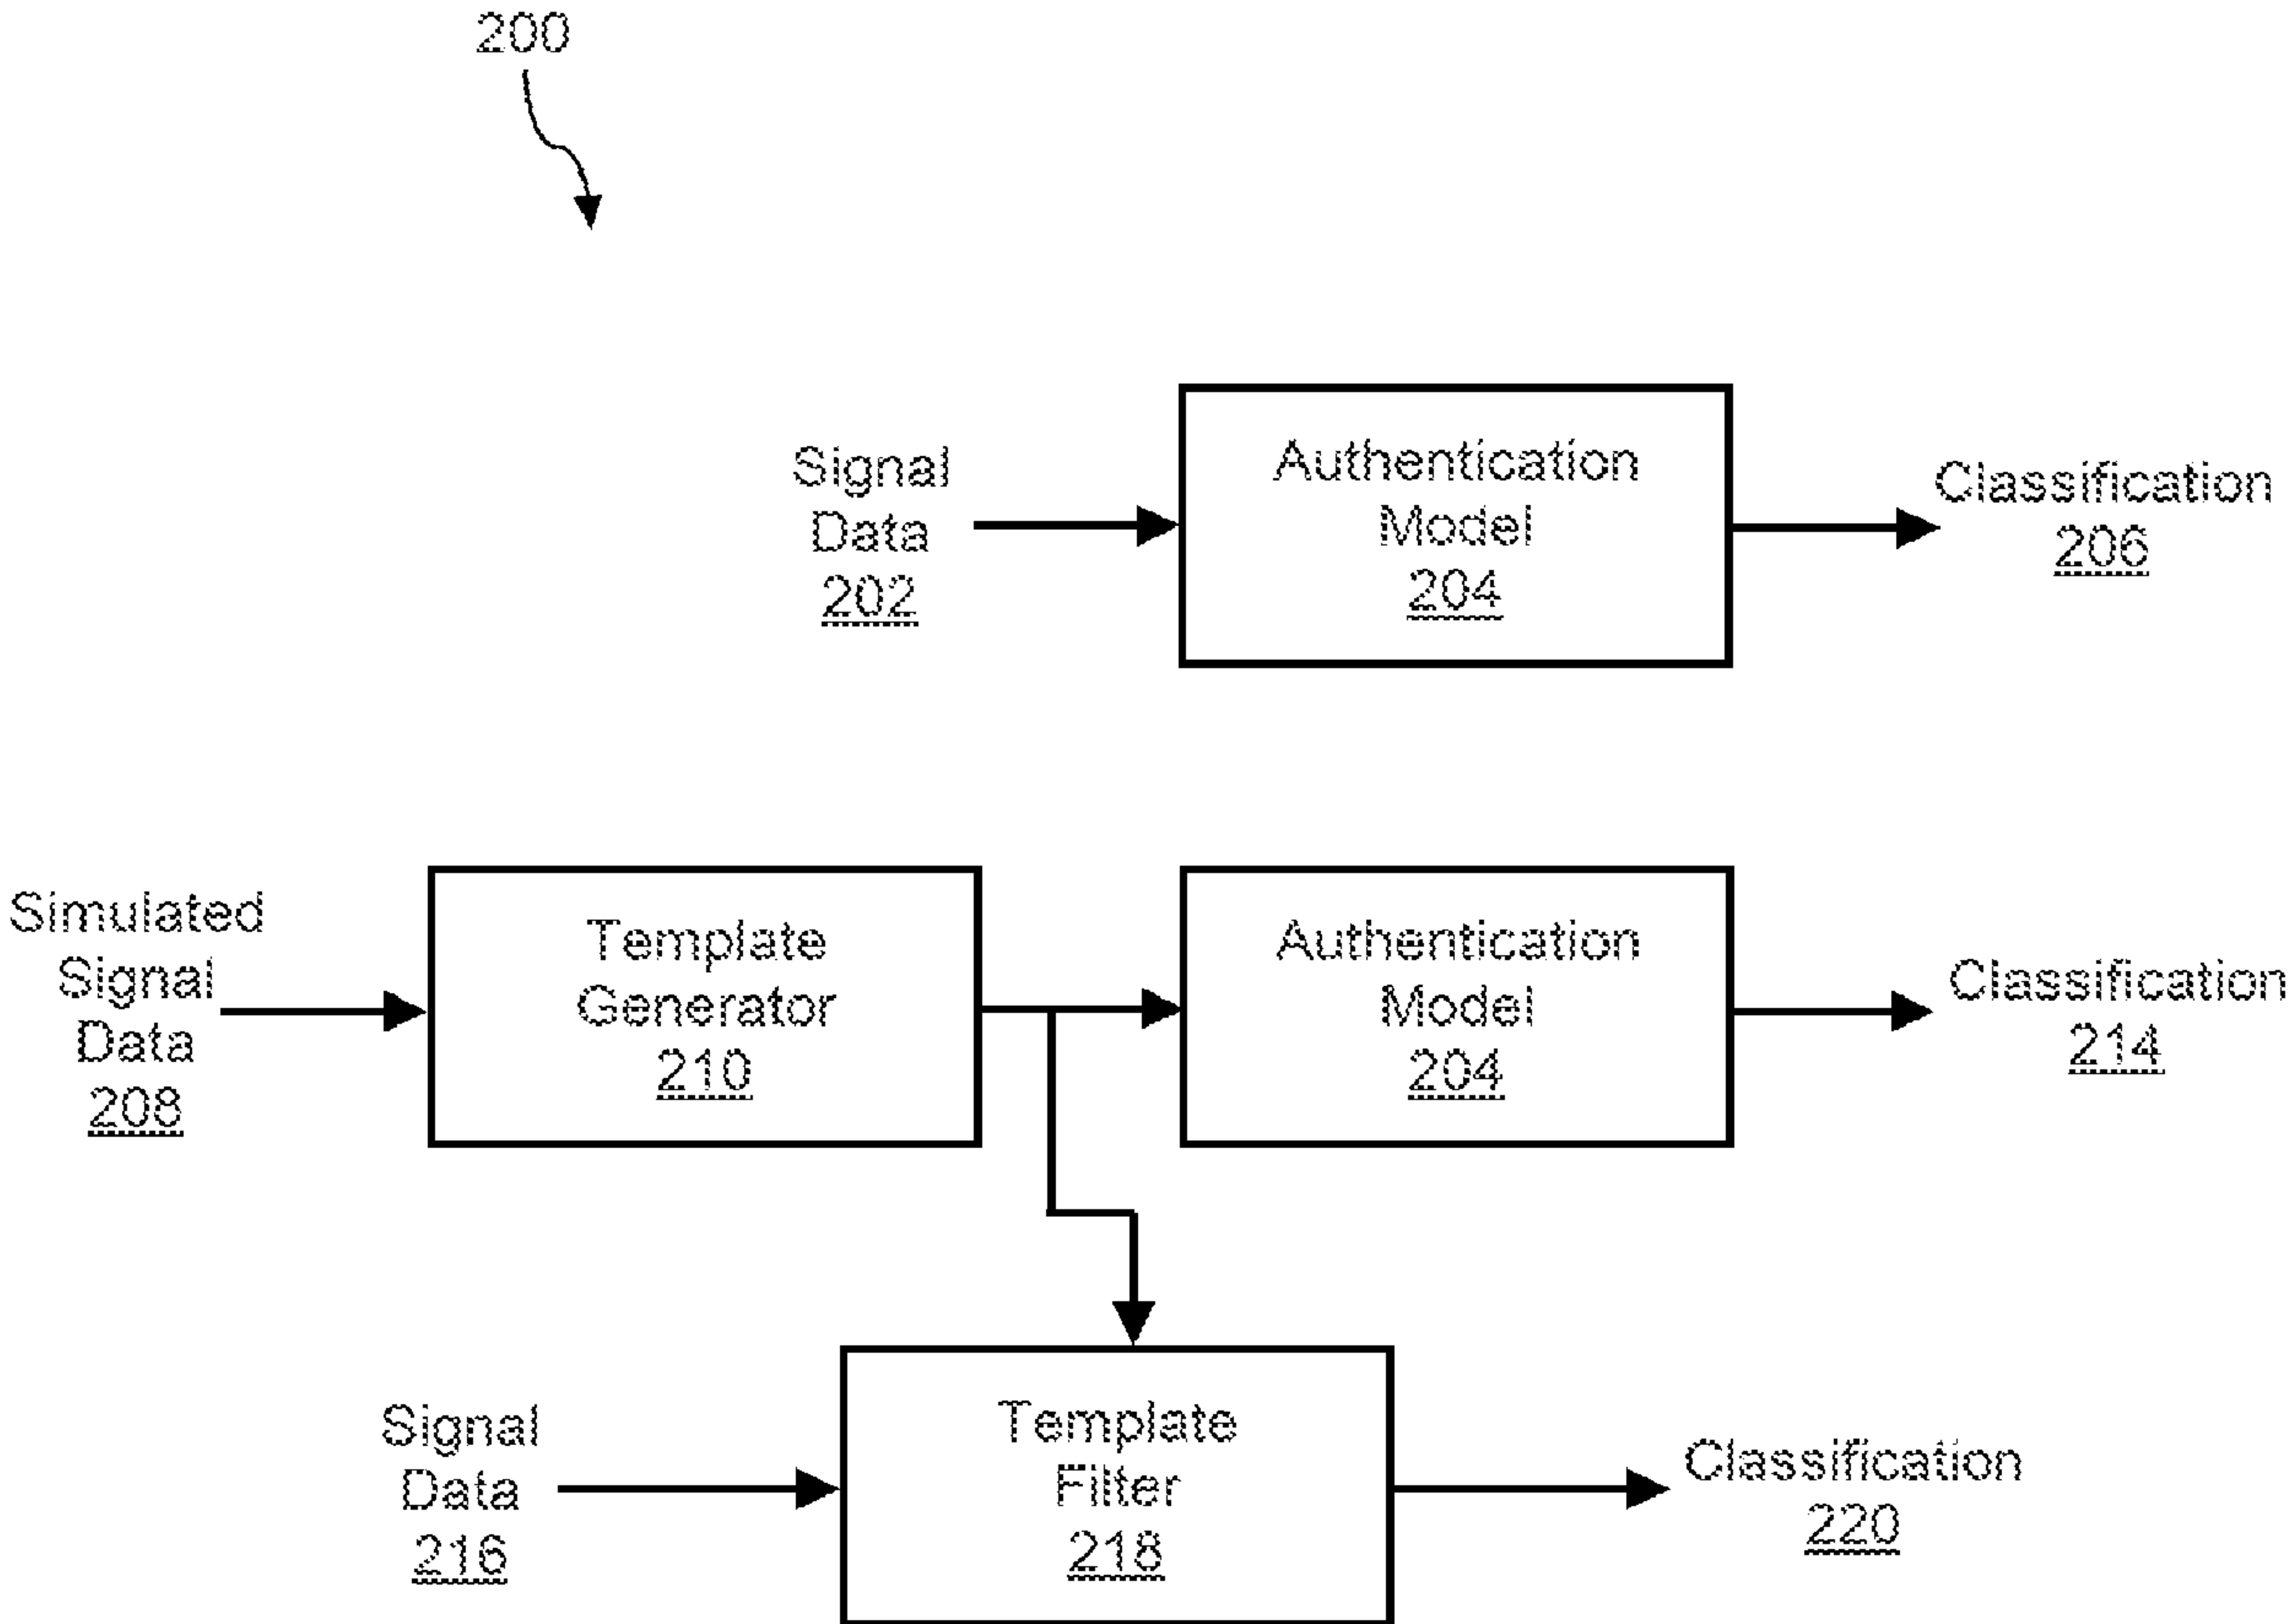 200
Signal
Data
202
Authentication
Model
204
Classification
206
Simulated
Signal
Data
208
Template
Generator
210
Authentication
Model
204
Classification
214
Signal
Data
216
Template
Filter
218
Classification
220